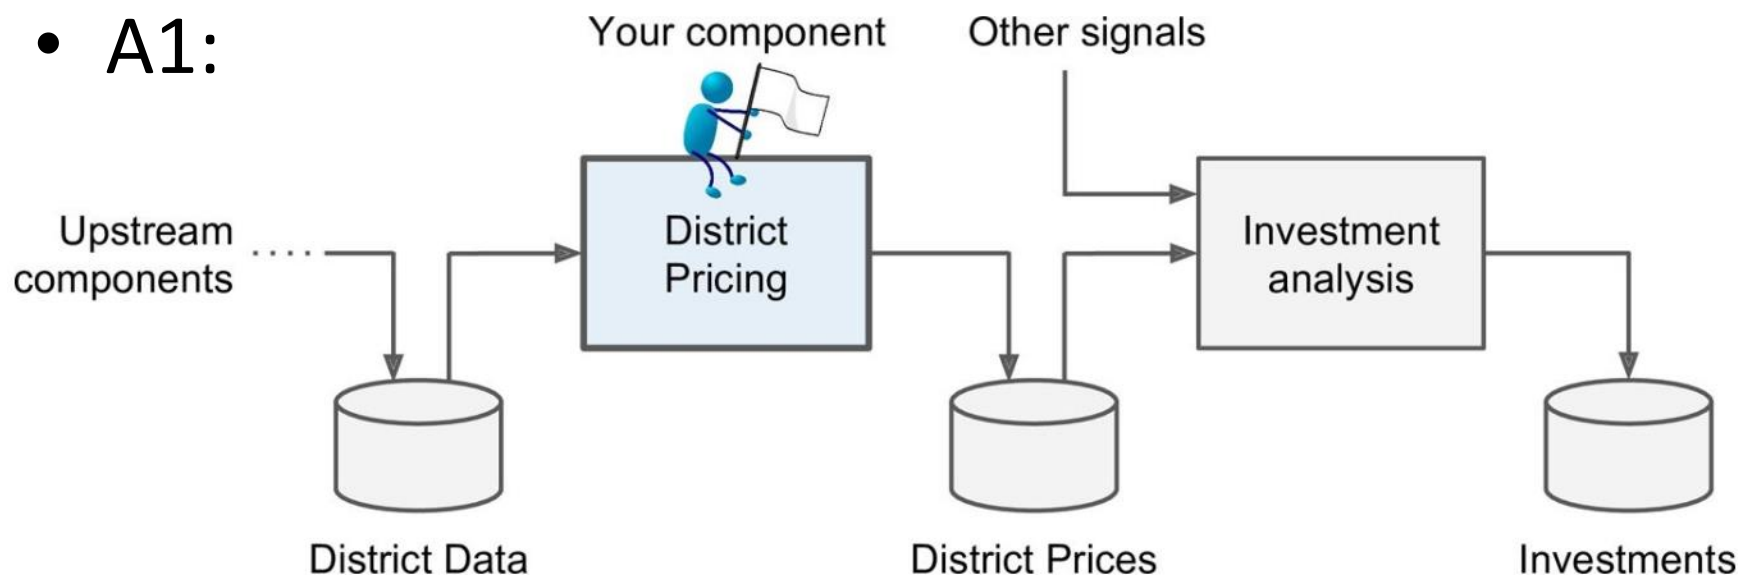 • A1:
Your component
Other signals
Upstream
components
District
Pricing
Investment
analysis
District Data
District Prices
Investments